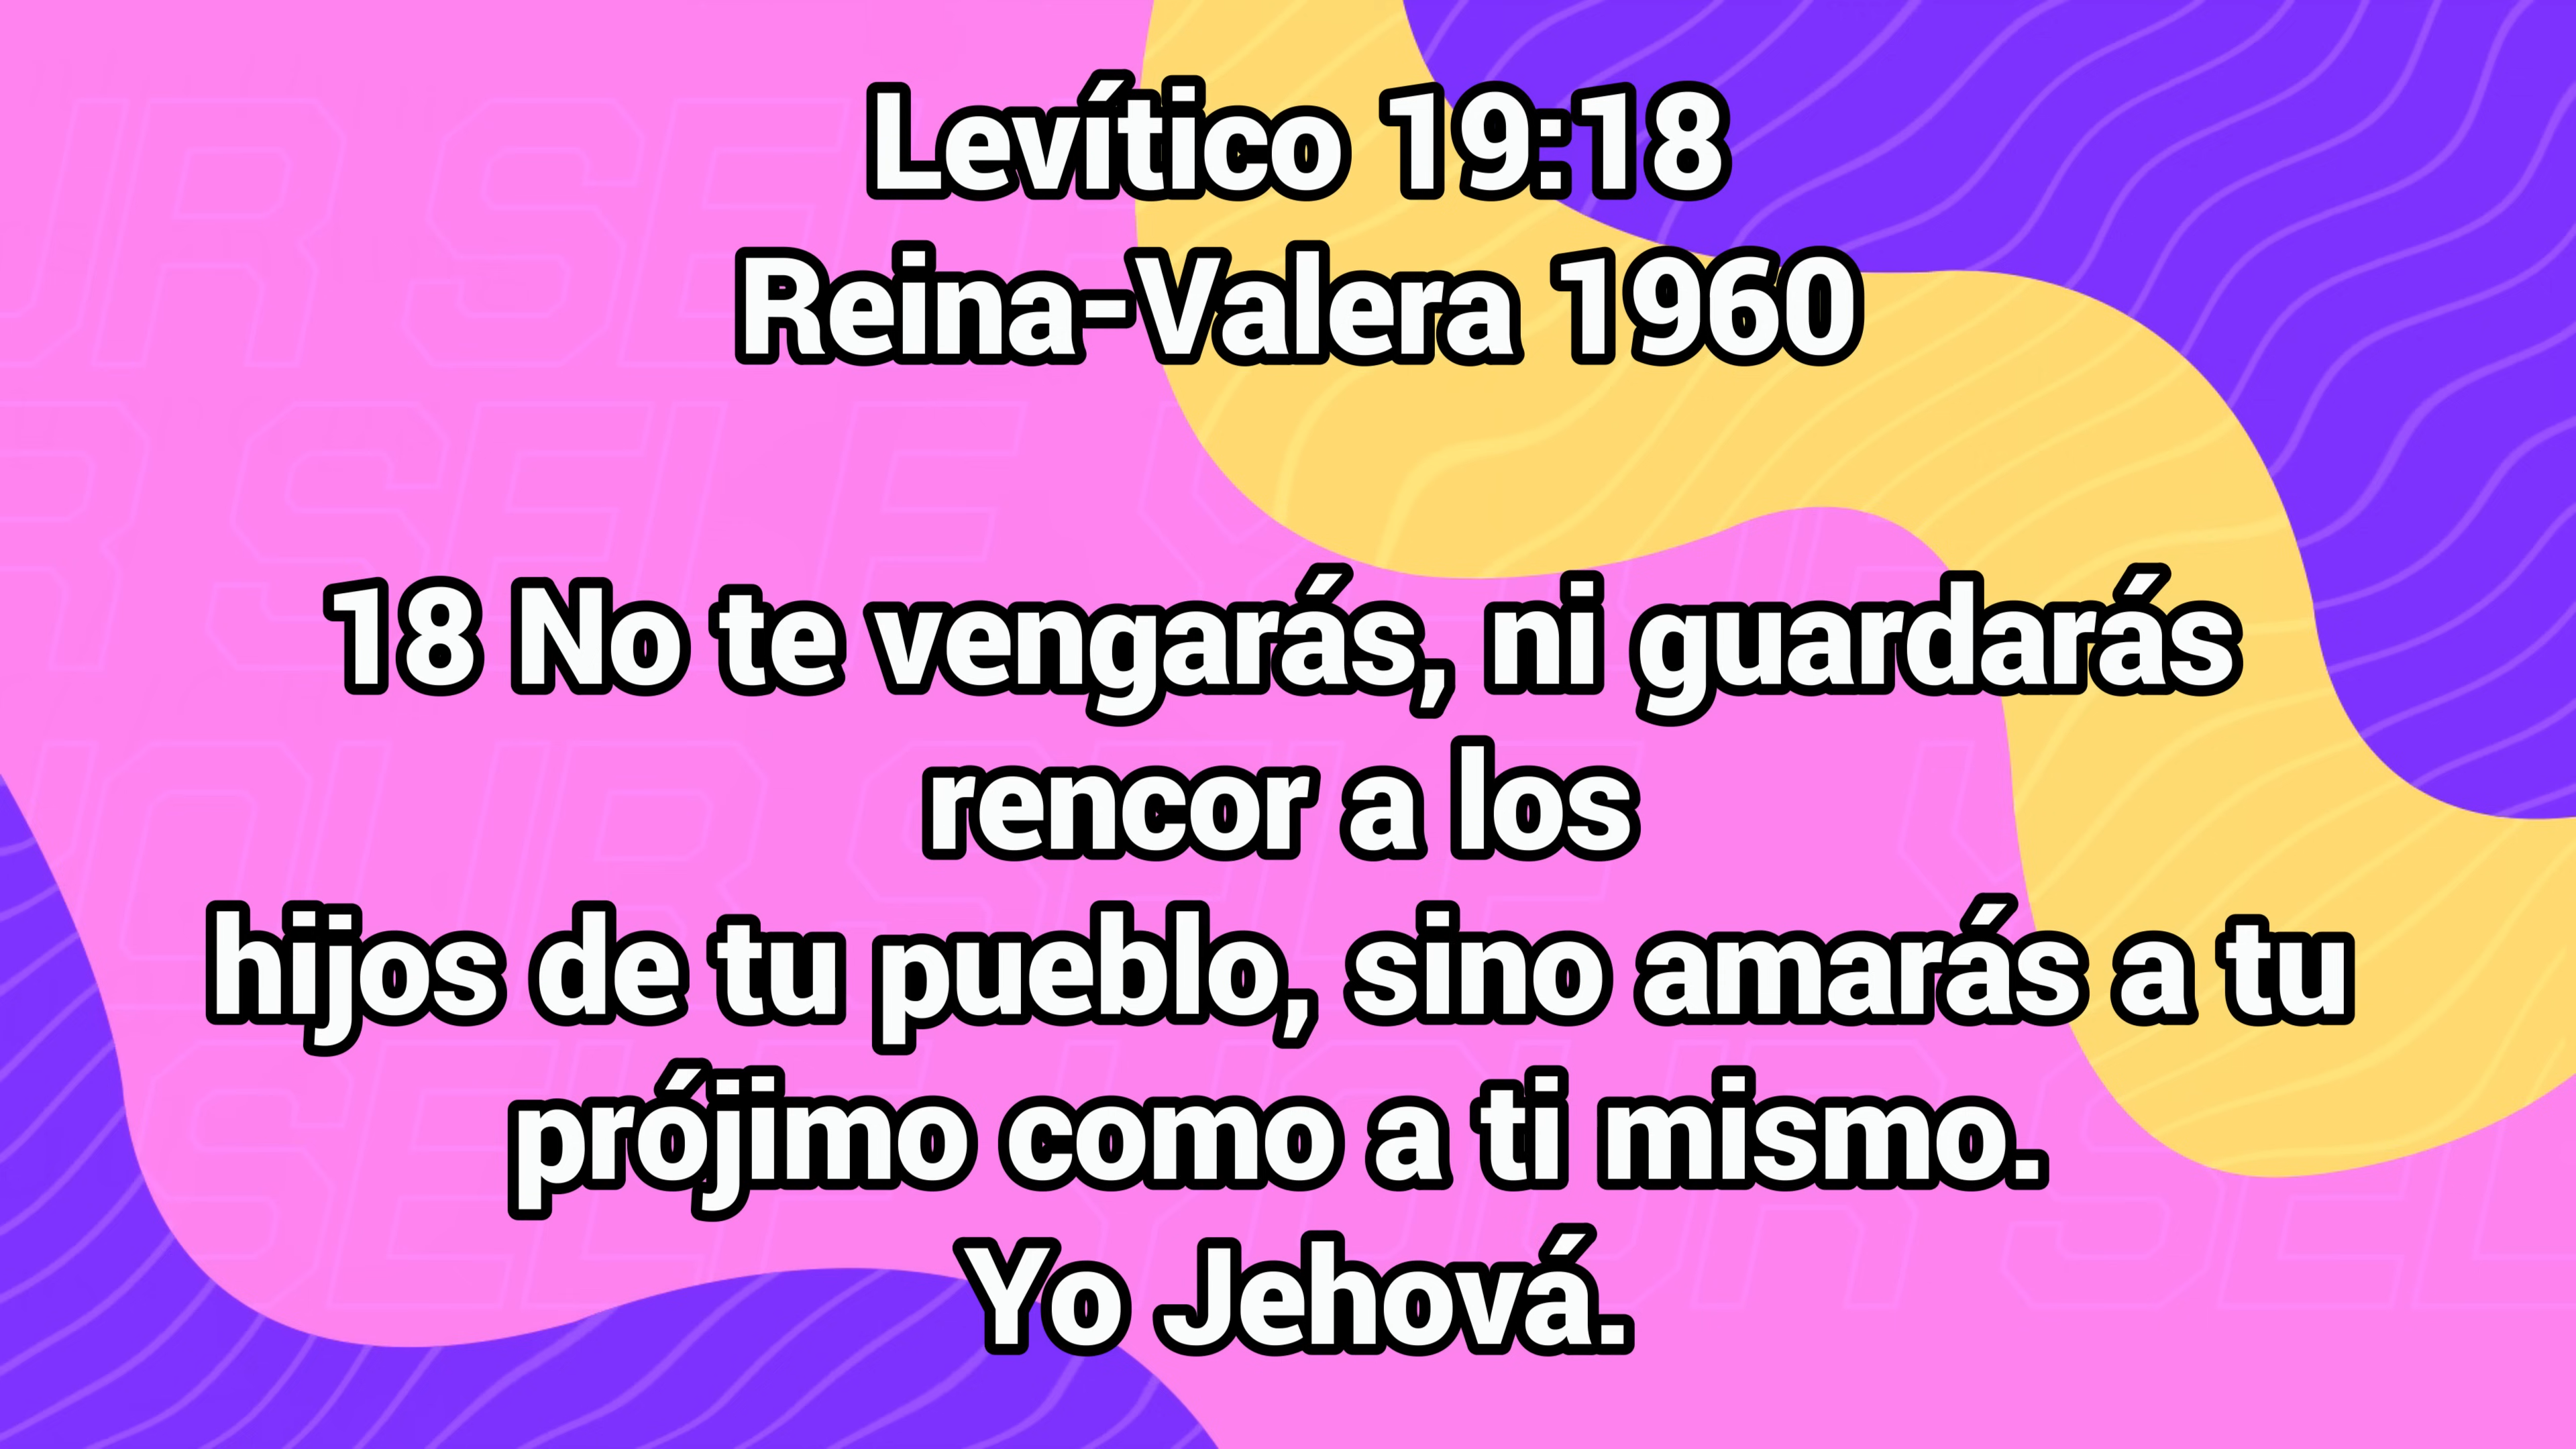 Levítico 19:18
Reina-Valera 1960
18 No te vengarás, ni guardarás
rencor a los
hijos de tu pueblo, sino amarás a tu
prójimo como a ti mismo.
Yo Jehová.